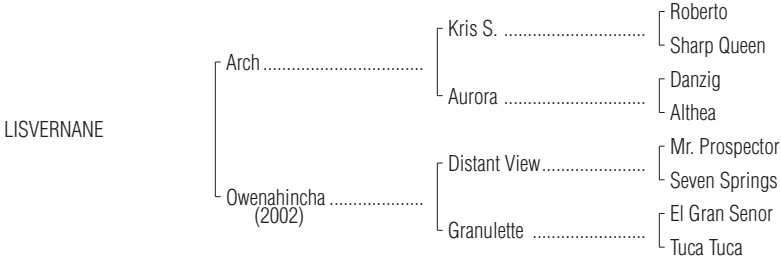 Roberto
Kris S. ..............................
Sharp Queen
Arch..................................
Danzig
Aurora ..............................
Althea
LISVERNANE
Mr. Prospector
Distant View......................
Seven Springs
Owenahincha ....................
(2002)
El Gran Senor
Granulette ........................
Tuca Tuca